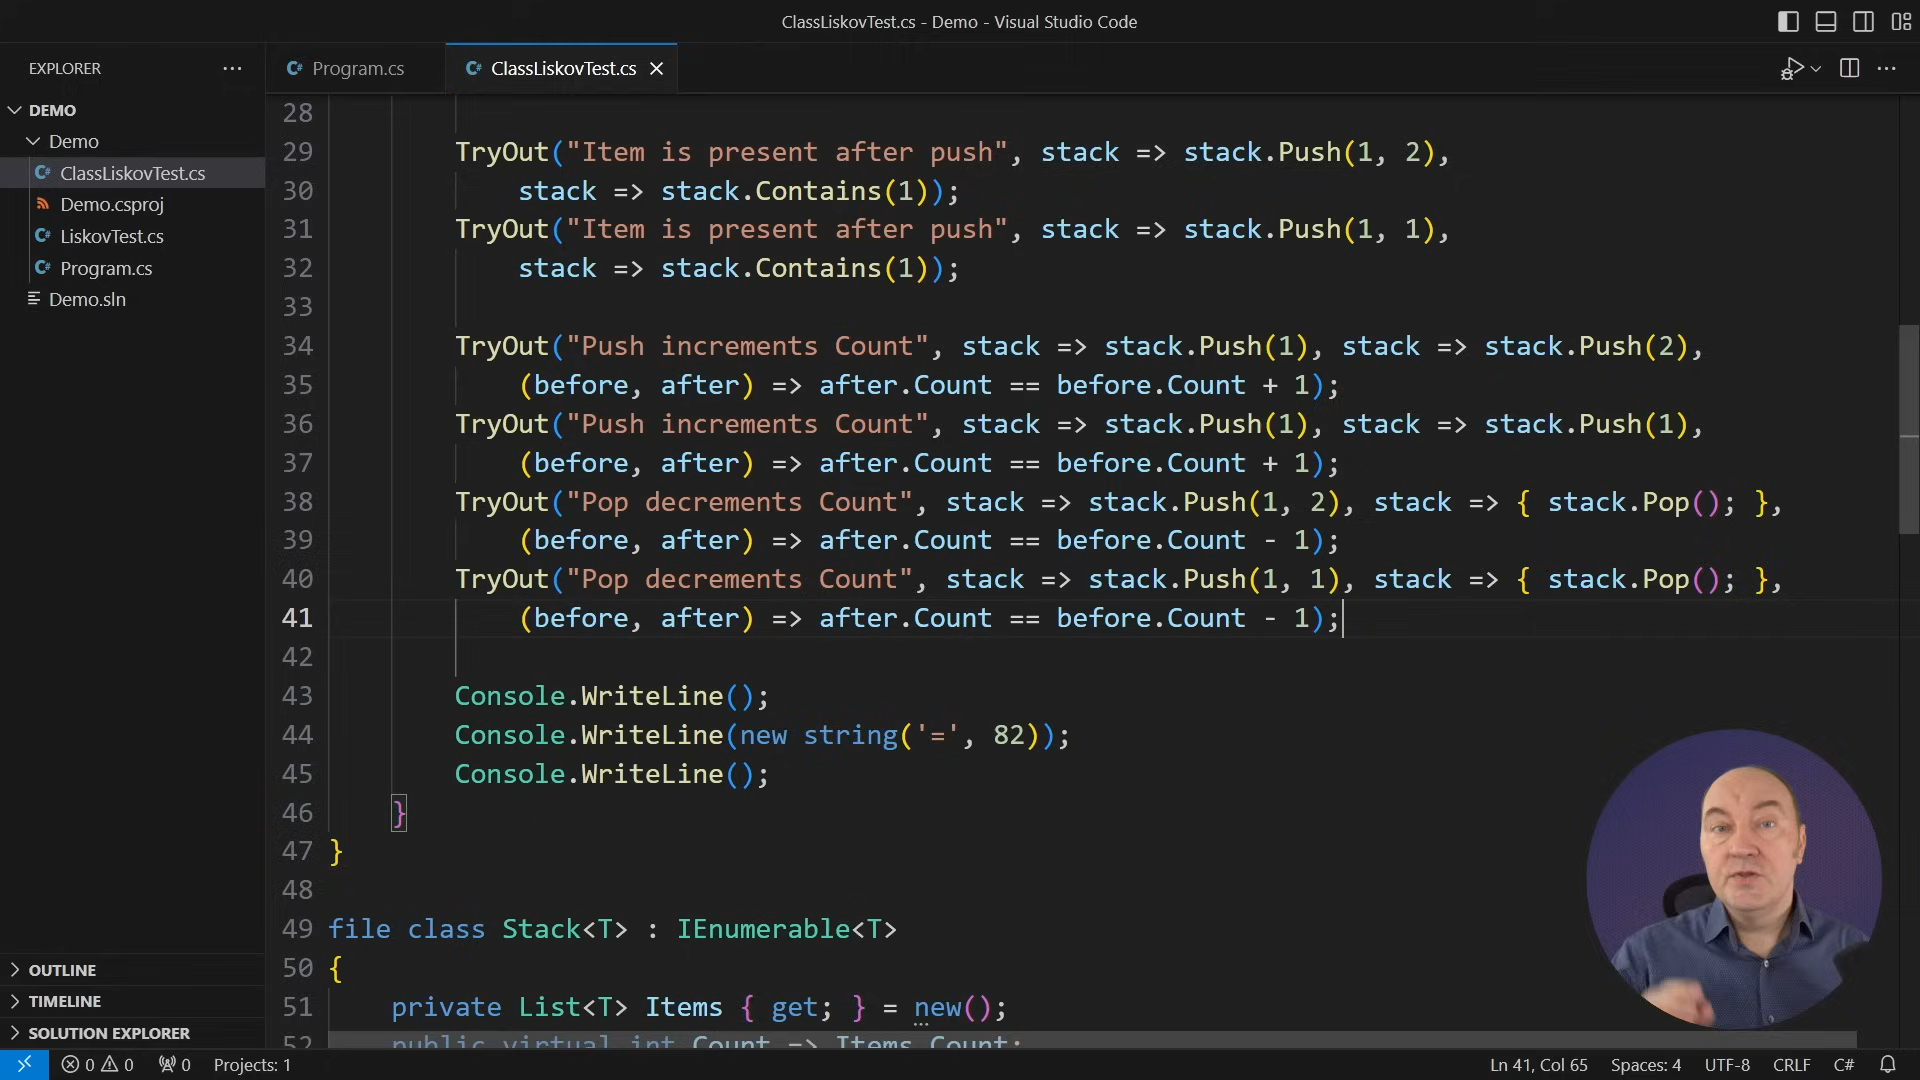 ClassLiskovTest.cs - Demo - Visual Studio Code
EXPLORER
Program.cs
ClassLiskovTest.cs
DEMO
Demo
ClassLiskovTest.cs
Demo.csproj
LiskovTest.cs
Program.cs
Demo.sln
28
29 TryOut("Item is present after push", stack => stack.Push(1, 2),
30 stack => stack.Contains(1));
31 TryOut("Item is present after push", stack => stack.Push(1, 1),
32 stack => stack.Contains(1));
33
34 TryOut("Push increments Count", stack => stack.Push(1), stack => stack.Push(2),
35 (before, after) => after.Count == before.Count + 1);
36 TryOut("Push increments Count", stack => stack.Push(1), stack => stack.Push(1),
37 (before, after) => after.Count == before.Count + 1);
38 TryOut("Pop decrements Count", stack => stack.Push(1, 2), stack => { stack.Pop(); },
39 (before, after) => after.Count == before.Count - 1);
40 TryOut("Pop decrements Count", stack => stack.Push(1, 1), stack => { stack.Pop(); },
41 (before, after) => after.Count == before.Count - 1);
42
43 Console.WriteLine();
44 Console.WriteLine(new string('=', 82));
45 Console.WriteLine();
46 }
47 }
48
49 file class Stack<T> : IEnumerable<T>
50 {
51 private List<T> Items { get; } = new();
52 public virtual int Count => Items.Count;
OUTLINE
TIMELINE
SOLUTION EXPLORER
0 0 0 Projects: 1
Ln 41, Col 65 Spaces: 4 UTF-8 CRLF C#